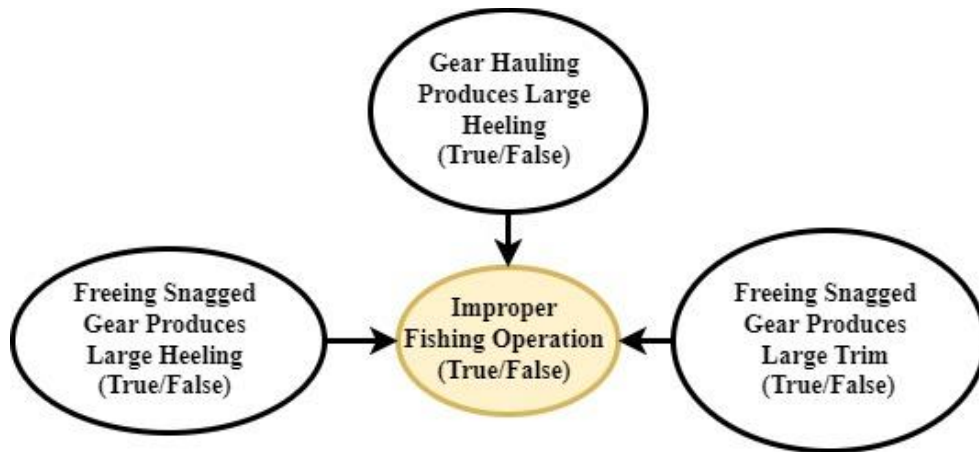 Gear Hauling
Produces Large
Heeling
(True/False)
Freeing Snagged
Gear Produces
Large Heeling
(True/False)
Improper
Fishing Operation
(True/False)
Freeing Snagged
Gear Produces
Large Trim
(True/False)